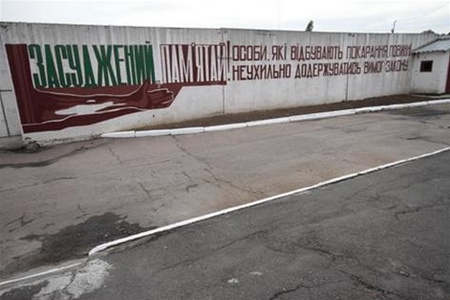 ЗАСУДЖЕНИЙ, ПАМ'ЯТАЙ!
ОСОБИ, ЯКІ ВІДБУВАЮТЬ ПОКАРАННЯ, ПОВИННІ
НЕУХИЛЬНО ДОДЕРЖУВАТИСЬ ВИМОГ ЗАКОНУ.